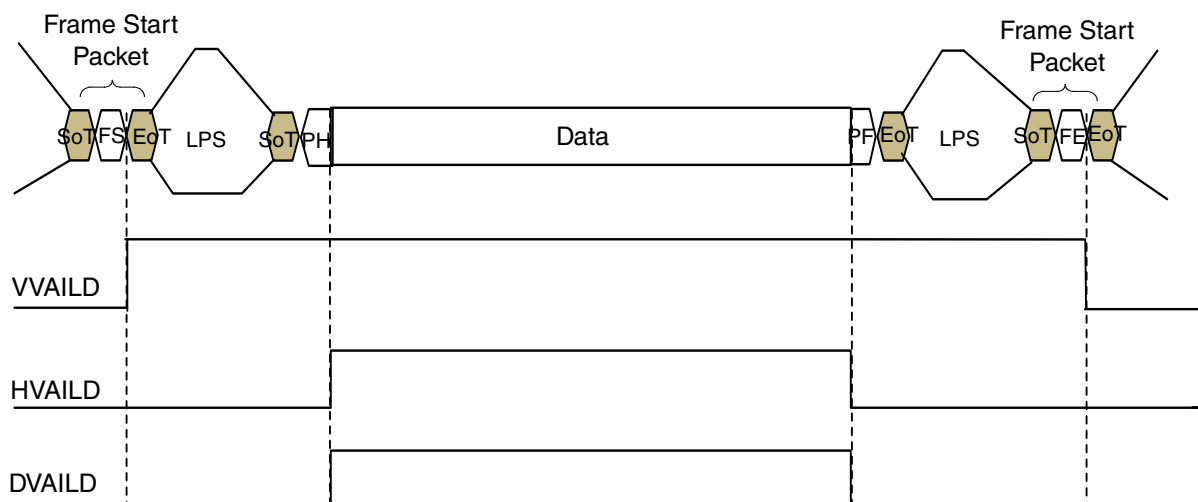 Frame Start
Packet
Frame Start
Packet
SoT FS EoT LPS SoT PH Data PF EoT LPS SoT FE EoT
VVAILD
HVAILD
DVAILD